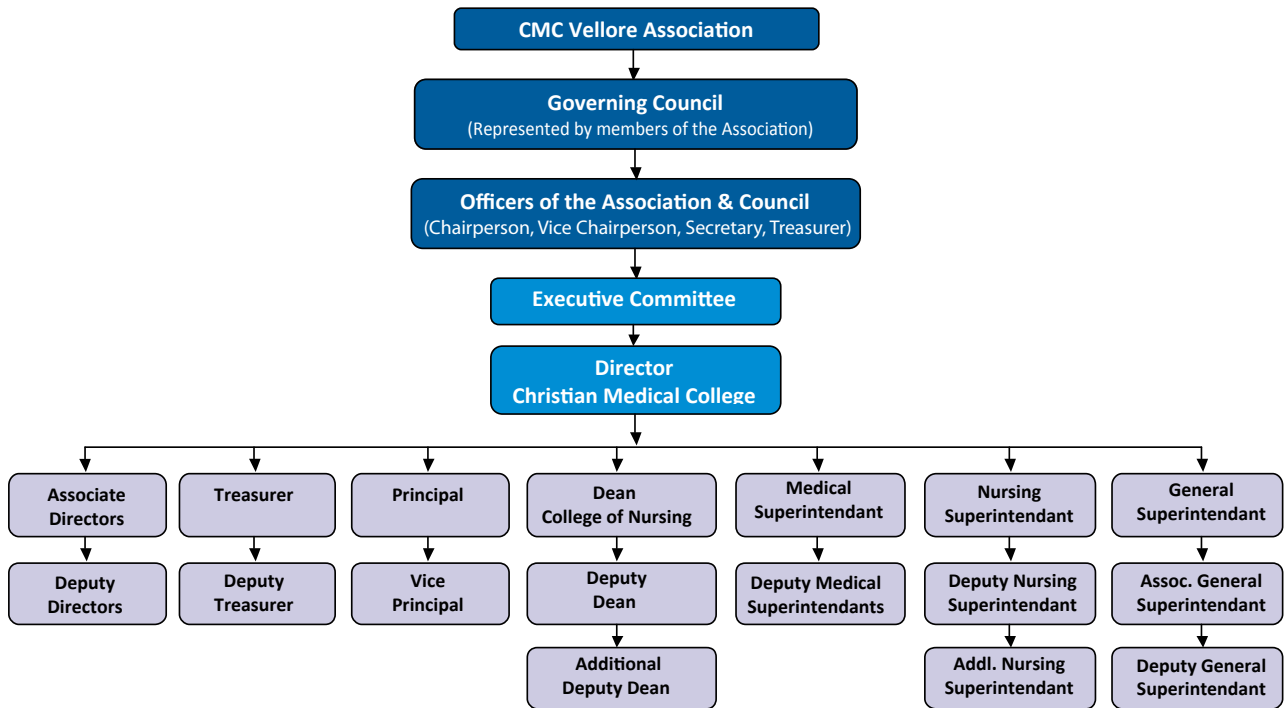 CMC Vellore Association
Governing Council
(Represented by members of the Association)
Officers of the Association & Council
(Chairperson, Vice Chairperson, Secretary, Treasurer)
Executive Committee
Director
Christian Medical College
Associate
Directors
Treasurer
Principal
Dean
College of Nursing
Medical
Superintendant
Nursing
Superintendant
General
Superintendant
Deputy
Directors
Deputy
Treasurer
Vice
Principal
Deputy
Dean
Deputy Medical
Superintendants
Deputy Nursing
Superintendant
Assoc. General
Superintendant
Additional
Deputy Dean
Addl. Nursing
Superintendant
Deputy General
Superintendant